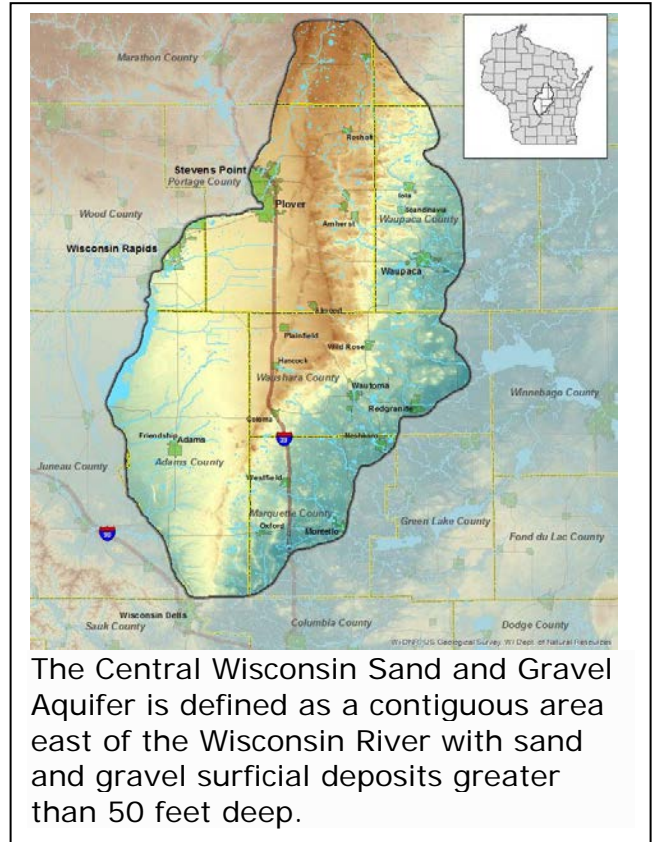 Marathon County
Rosholt
Stevens Point
Portage County
Plover
Iola
Scandinavia
Wood County
Amherst
Waupaca County
Wisconsin Rapids
Waupaca
Almond
Plainfield
Wild Rose
Hancock
Waushara County
Winnebago County
Wautoma
Redgranite
Coloma
Friendship
Adams
Neshkoro
Juneau County
Adams County
Westfield
Marquette County
Oxford
Montello
Green Lake County
Fond du Lac County
Wisconsin Dells
Sauk County
Columbia County
Dodge County
The Central Wisconsin Sand and Gravel
Aquifer is defined as a contiguous area
east of the Wisconsin River with sand
and gravel surficial deposits greater
than 50 feet deep.